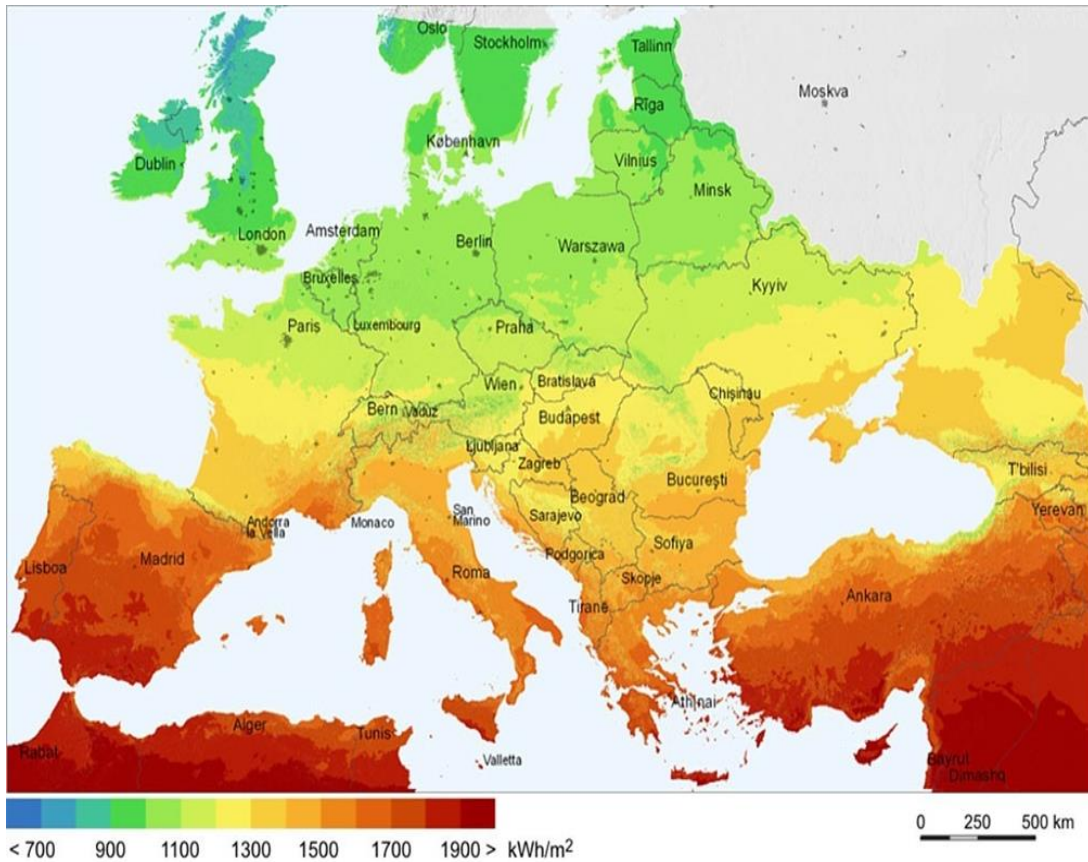 Oslo
Stockholm
Tallinn
Moskva
Rīga
København
Dublin
Vilnius
Minsk
London
Amsterdam
Berlin
Warszawa
Bruxelles
Kyyiv
Paris
Luxembourg
Praha
Wien
Bratislava
Bern
Vaduz
Budapest
Chişinău
Ljubljana
Zagreb
T'bilisi
Bucureşti
Beograd
Monaco
San
Marino
Sarajevo
Yerevan
Andorra
la Vella
Madrid
Podgorica
Sofiya
Lisboa
Roma
Skopje
Ankara
Tiranë
Athínai
Alger
Tunis
Rabat
Valletta
Bayrut
Dimashq
< 700 900 1100 1300 1500 1700 1900 > kWh/m²
0 250 500 km